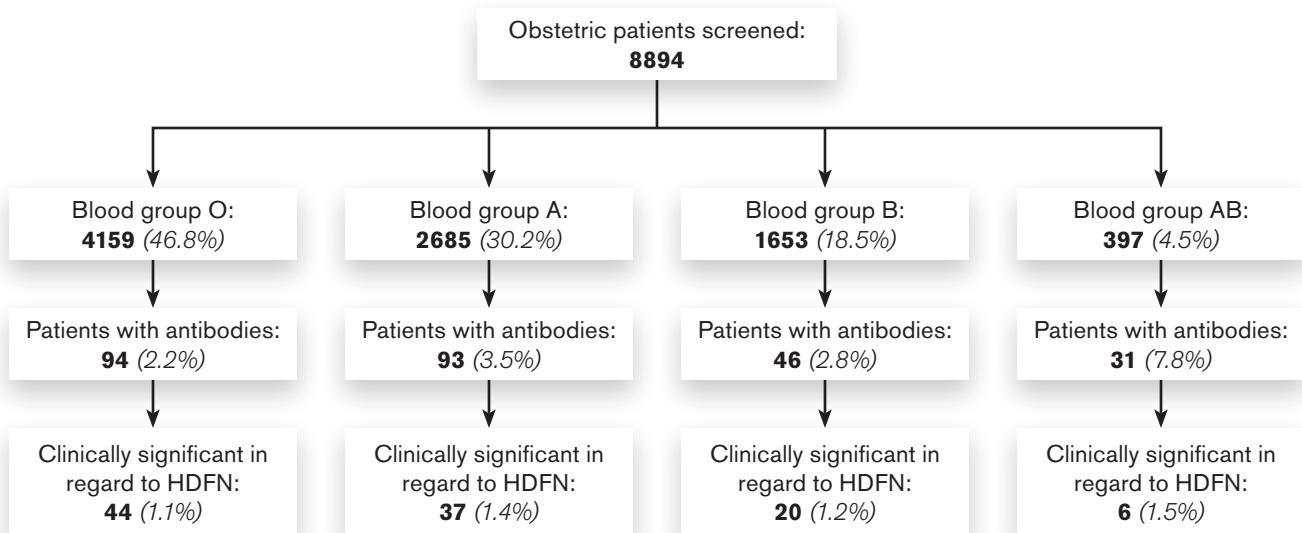 Obstetric patients screened:
8894
Blood group O:
4159 (46.8%)
Blood group A:
2685 (30.2%)
Blood group B:
1653 (18.5%)
Blood group AB:
397 (4.5%)
Patients with antibodies:
94 (2.2%)
Patients with antibodies:
93 (3.5%)
Patients with antibodies:
46 (2.8%)
Patients with antibodies:
31 (7.8%)
Clinically significant in
regard to HDFN:
44 (1.1%)
Clinically significant in
regard to HDFN:
37 (1.4%)
Clinically significant in
regard to HDFN:
20 (1.2%)
Clinically significant in
regard to HDFN:
6 (1.5%)